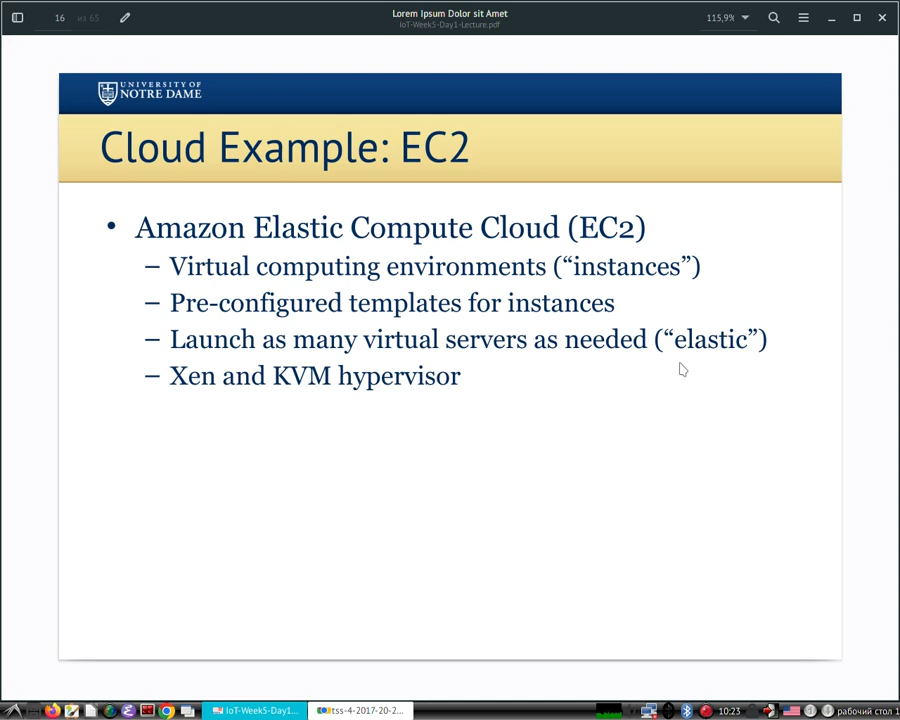 16 из 65
Lorem Ipsum Dolor sit Amet
IoT-Week5-Day1-Lecture.pdf
115,9%
UNIVERSITY OF
NOTRE DAME
Cloud Example: EC2
• Amazon Elastic Compute Cloud (EC2)
– Virtual computing environments (“instances”)
– Pre-configured templates for instances
– Launch as many virtual servers as needed (“elastic”)
– Xen and KVM hypervisor
IoT-Week5-Day1...
tss-4-2017-20-2...
10:23
рабочий стол 1